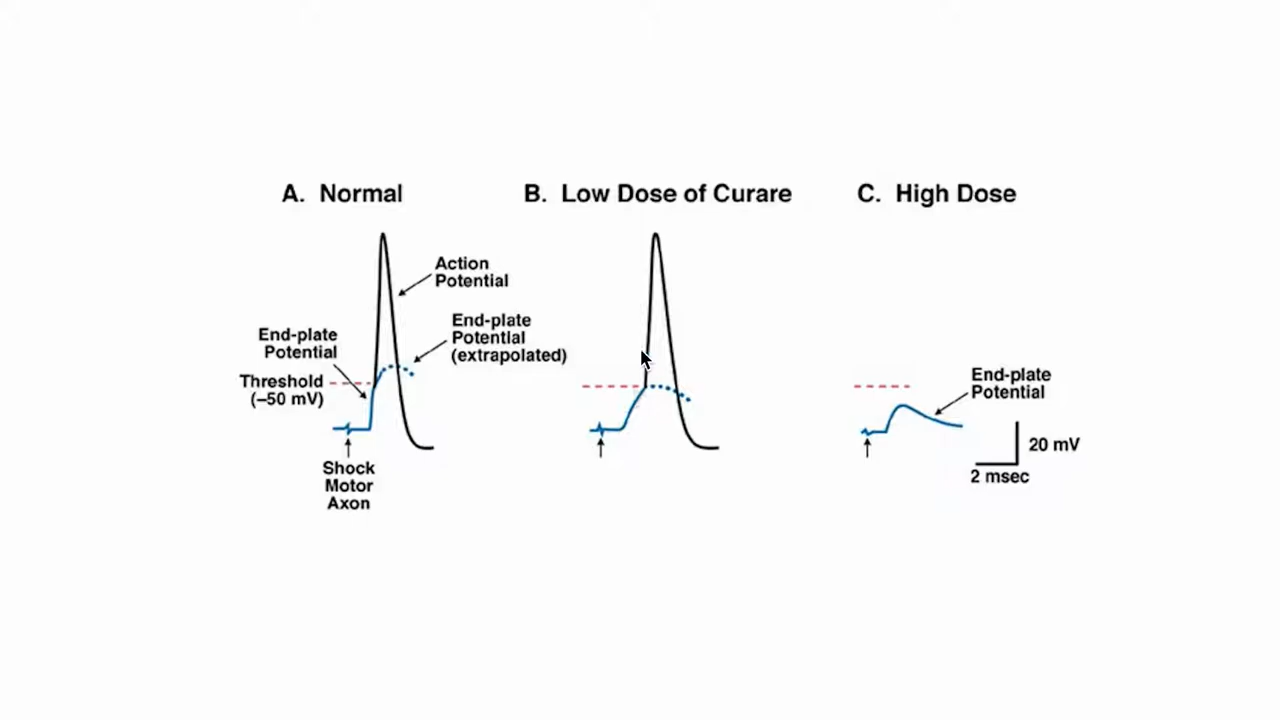 A. Normal
B. Low Dose of Curare
C. High Dose
Action
Potential
End-plate
Potential
(extrapolated)
End-plate
Potential
Threshold
(–50 mV)
Shock
Motor
Axon
End-plate
Potential
20 mV
2 msec